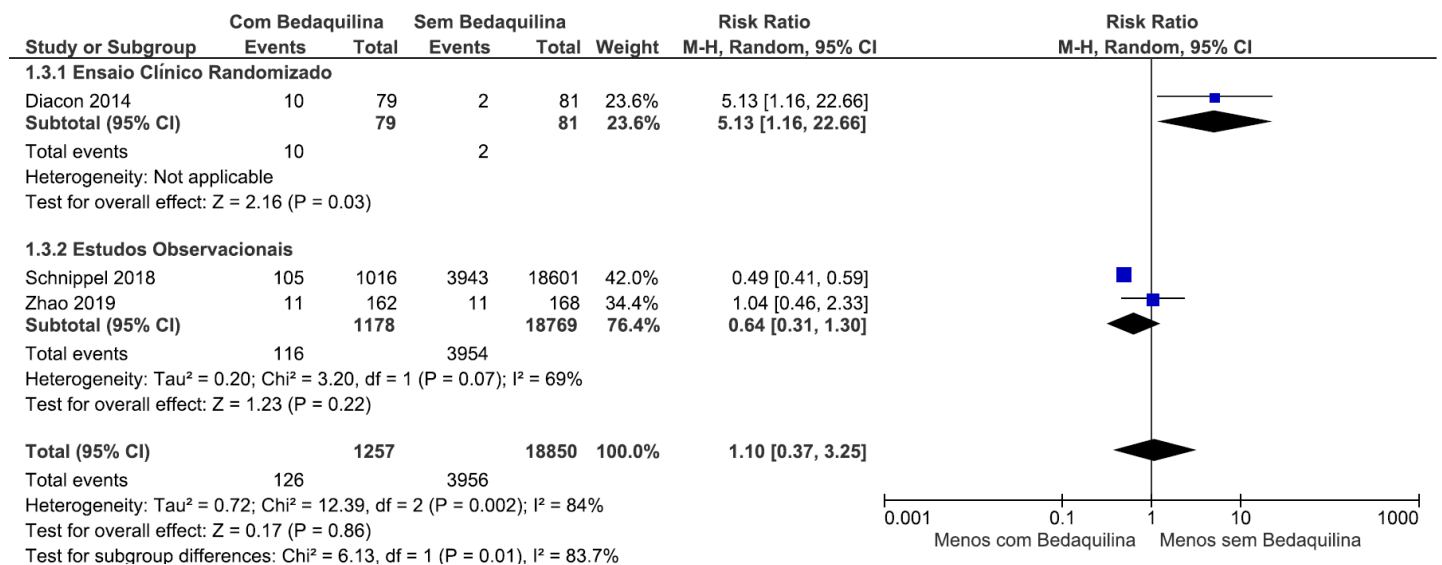 Com Bedaquilina Sem Bedaquilina Risk Ratio Risk Ratio
Study or Subgroup Events Total Events Total Weight M-H, Random, 95% CI M-H, Random, 95% CI
1.3.1 Ensaio Clínico Randomizado
Diacon 2014 10 79 2 81 23.6% 5.13 [1.16, 22.66]
Subtotal (95% CI) 79 81 23.6% 5.13 [1.16, 22.66]
Total events 10 2
Heterogeneity: Not applicable
Test for overall effect: Z = 2.16 (P = 0.03)
1.3.2 Estudos Observacionais
Schnippel 2018 105 1016 3943 18601 42.0% 0.49 [0.41, 0.59]
Zhao 2019 11 162 11 168 34.4% 1.04 [0.46, 2.33]
Subtotal (95% CI) 1178 18769 76.4% 0.64 [0.31, 1.30]
Total events 116 3954
Heterogeneity: Tau² = 0.20; Chi² = 3.20, df = 1 (P = 0.07); I² = 69%
Test for overall effect: Z = 1.23 (P = 0.22)
Total (95% CI) 1257 18850 100.0% 1.10 [0.37, 3.25]
Total events 126 3956
Heterogeneity: Tau² = 0.72; Chi² = 12.39, df = 2 (P = 0.002); I² = 84%
Test for overall effect: Z = 0.17 (P = 0.86)
Test for subgroup differences: Chi² = 6.13, df = 1 (P = 0.01), I² = 83.7%
0.001 0.1 1 10 1000
Menos com Bedaquilina Menos sem Bedaquilina